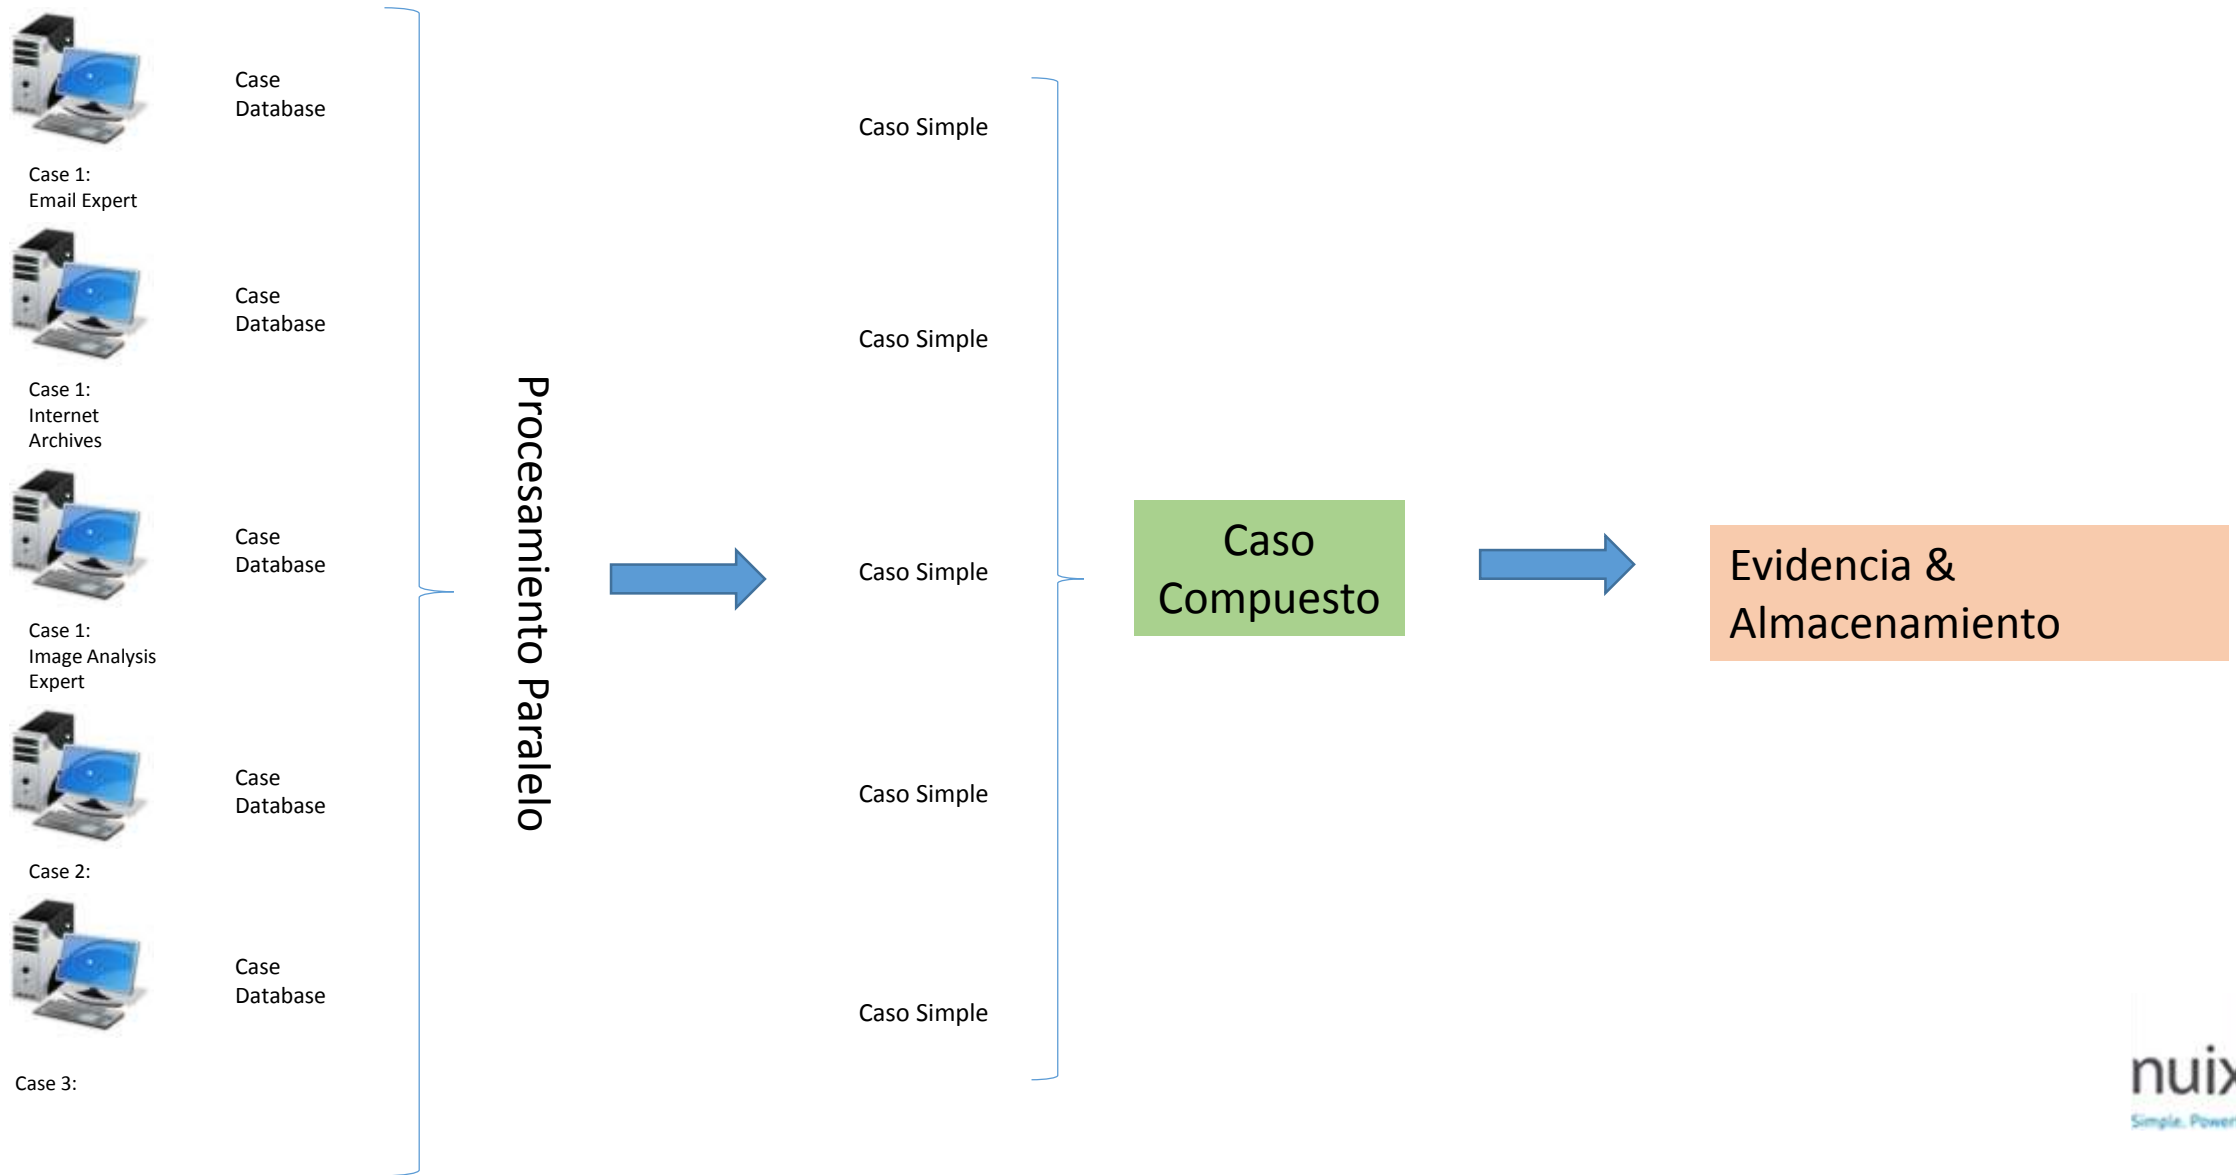 Case
Database
Case 1:
Email Expert
Case
Database
Case 1:
Internet
Archives
Case
Database
Case 1:
Image Analysis
Expert
Case
Database
Case 2:
Case
Database
Case 3:
Procesamiento Paralelo
Caso Simple
Caso Simple
Caso Simple
Caso Simple
Caso Simple
Caso
Compuesto
Evidencia &
Almacenamiento
nuix
Simple. Power